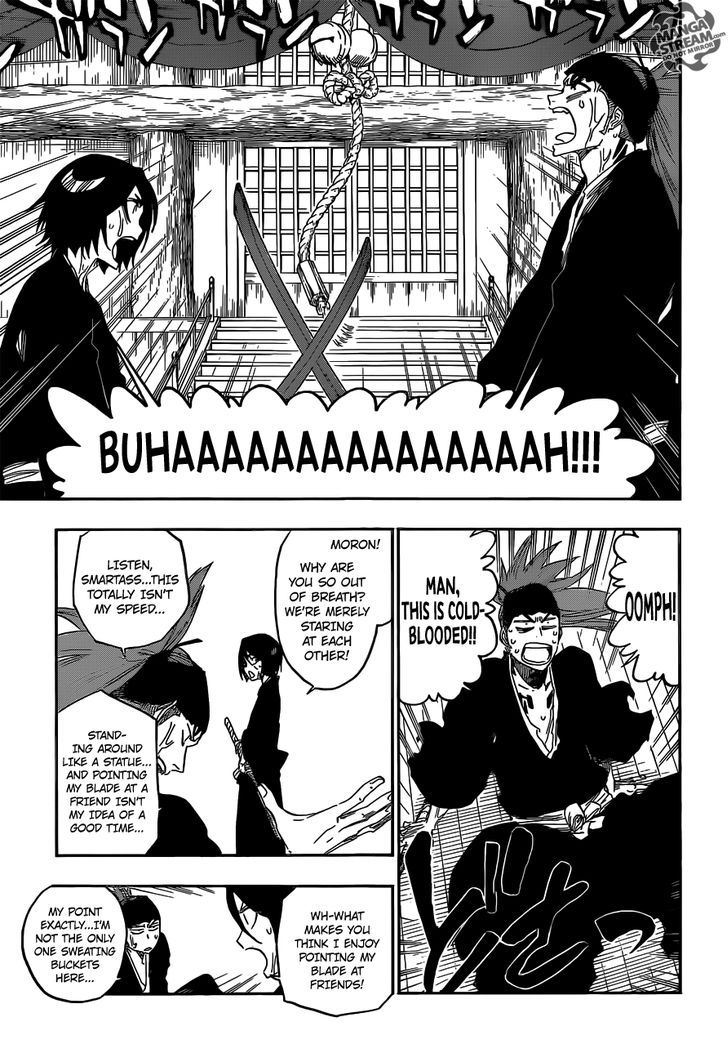 MANGA
STREAM.COM
DO NOT MIRROR!
BUHAAAAAAAAAAAAAAAAH!!!
OOMPH!
MAN,
THIS IS COLD-
BLOODED!!
MORON!
WHY ARE
YOU SO OUT
OF BREATH?
WE'RE MERELY
STARING
AT EACH
OTHER!
LISTEN,
SMARTASS...THIS
TOTALLY ISN'T
MY SPEED...
STAND-
ING AROUND
LIKE A STATUE...
AND POINTING
MY BLADE AT A
FRIEND ISN'T
MY IDEA OF A
GOOD TIME...
WH-WHAT
MAKES YOU
THINK I ENJOY
POINTING MY
BLADE AT
FRIENDS!
MY POINT
EXACTLY...I'M
NOT THE ONLY
ONE SWEATING
BUCKETS
HERE...